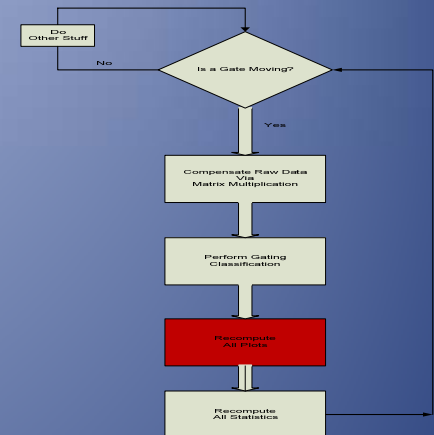 Do
Other Stuff
Is a Gate Moving?
No
Yes
Compensate Raw Data
Via
Matrix Multiplication
Perform Gating
Classification
Recompute
All Plots
Recompute
All Statistics